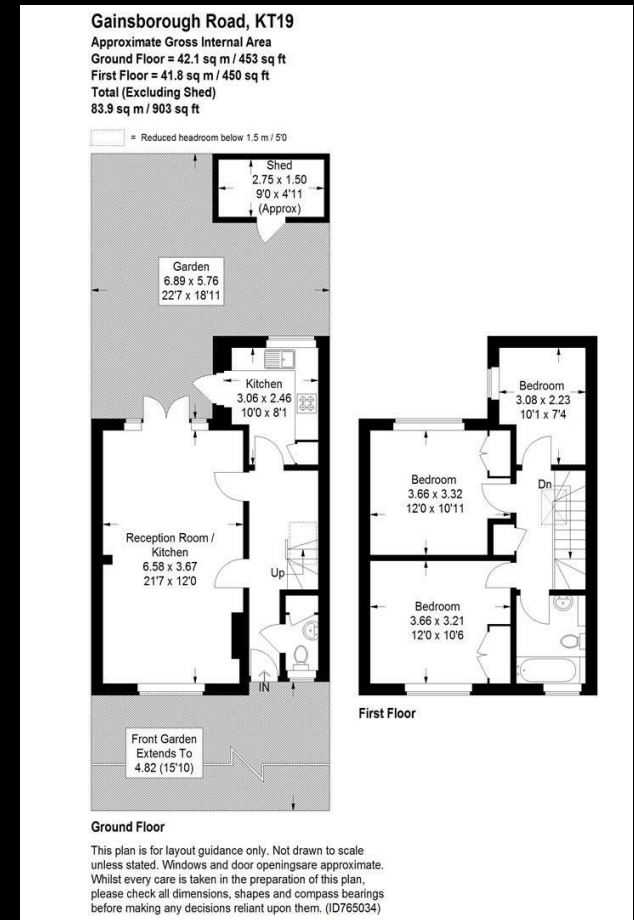 Gainsborough Road, KT19
Approximate Gross Internal Area
Ground Floor = 42.1 sq m / 453 sq ft
First Floor = 41.8 sq m / 450 sq ft
Total (Excluding Shed)
83.9 sq m / 903 sq ft
= Reduced headroom below 1.5 m / 5'0
Shed
2.75 x 1.50
9'0 x 4'11
(Approx)
Garden
6.89 x 5.76
22'7 x 18'11
Kitchen
3.06 x 2.46
10'0 x 8'1
Reception Room /
Kitchen
6.58 x 3.67
21'7 x 12'0
Up
IN
Front Garden
Extends To
4.82 (15'10)
Ground Floor
Bedroom
3.08 x 2.23
10'1 x 7'4
Bedroom
3.66 x 3.32
12'0 x 10'11
Dn
Bedroom
3.66 x 3.21
12'0 x 10'6
First Floor
This plan is for layout guidance only. Not drawn to scale
unless stated. Windows and door openingsare approximate.
Whilst every care is taken in the preparation of this plan,
please check all dimensions, shapes and compass bearings
before making any decisions reliant upon them. (ID765034)